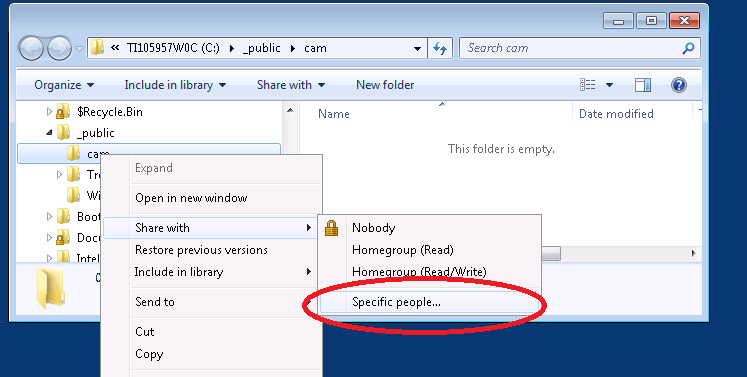 « TI105957W0C (C:) ▸ _public ▸ cam
Search cam
Organize
Include in library
Share with
New folder
Name
Date modified
$Recycle.Bin
_public
This folder is empty.
cam
Expand
Open in new window
Share with
Restore previous versions
Include in library
Send to
Cut
Copy
Nobody
Homegroup (Read)
Homegroup (Read/Write)
Specific people...
Tr
Wi
Boot
Docu
Intel
0